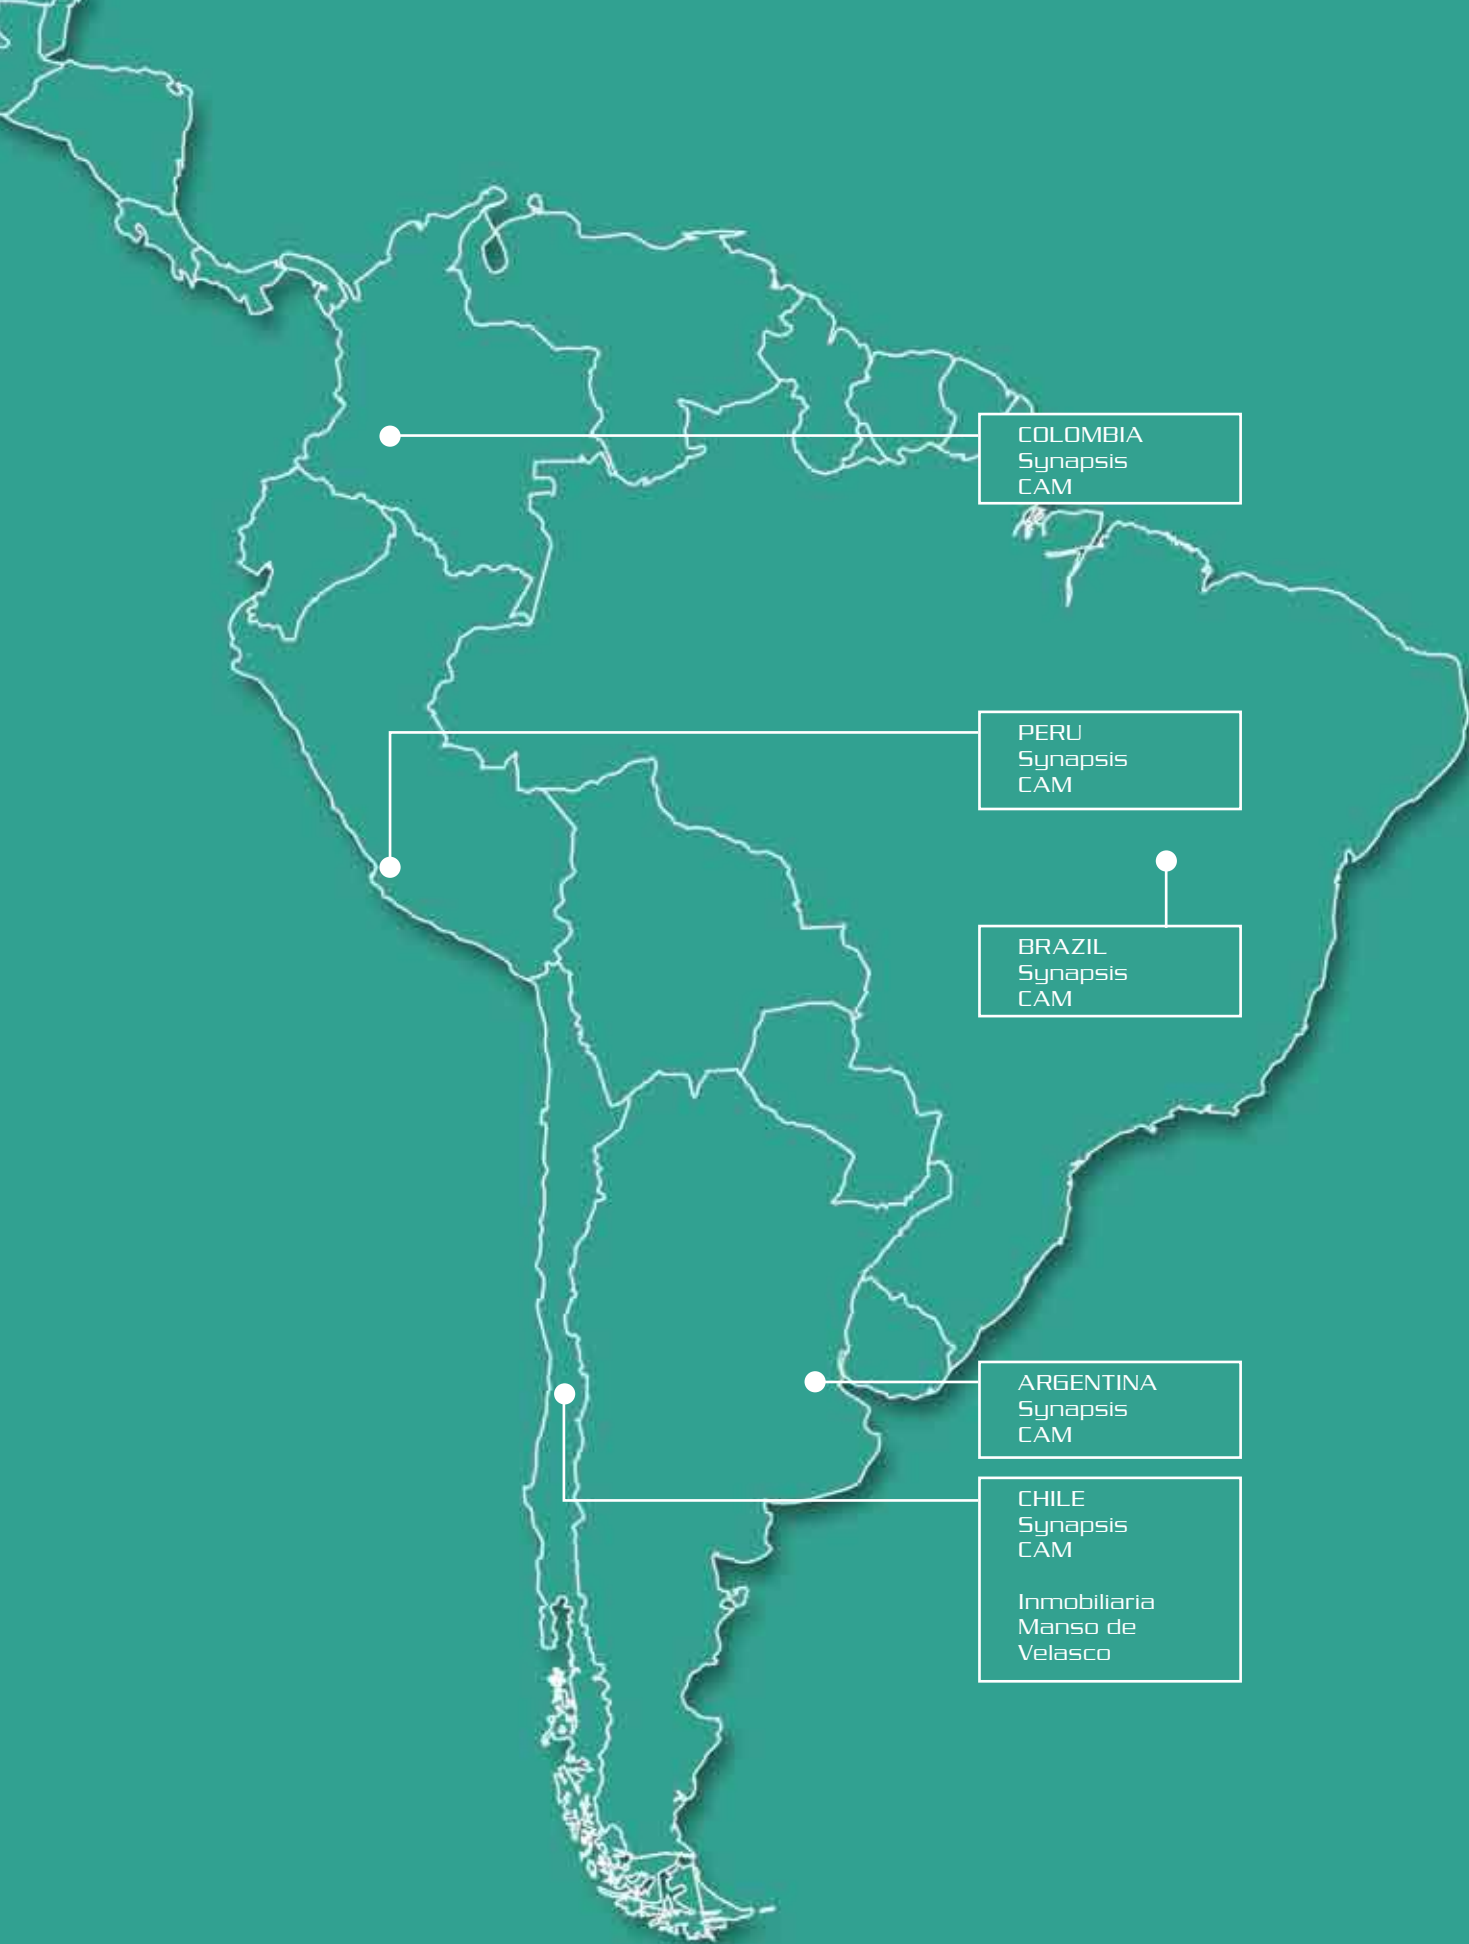 COLOMBIA
Synapsis
CAM
PERU
Synapsis
CAM
BRAZIL
Synapsis
CAM
ARGENTINA
Synapsis
CAM
CHILE
Synapsis
CAM
Inmobiliaria
Manso de
Velasco